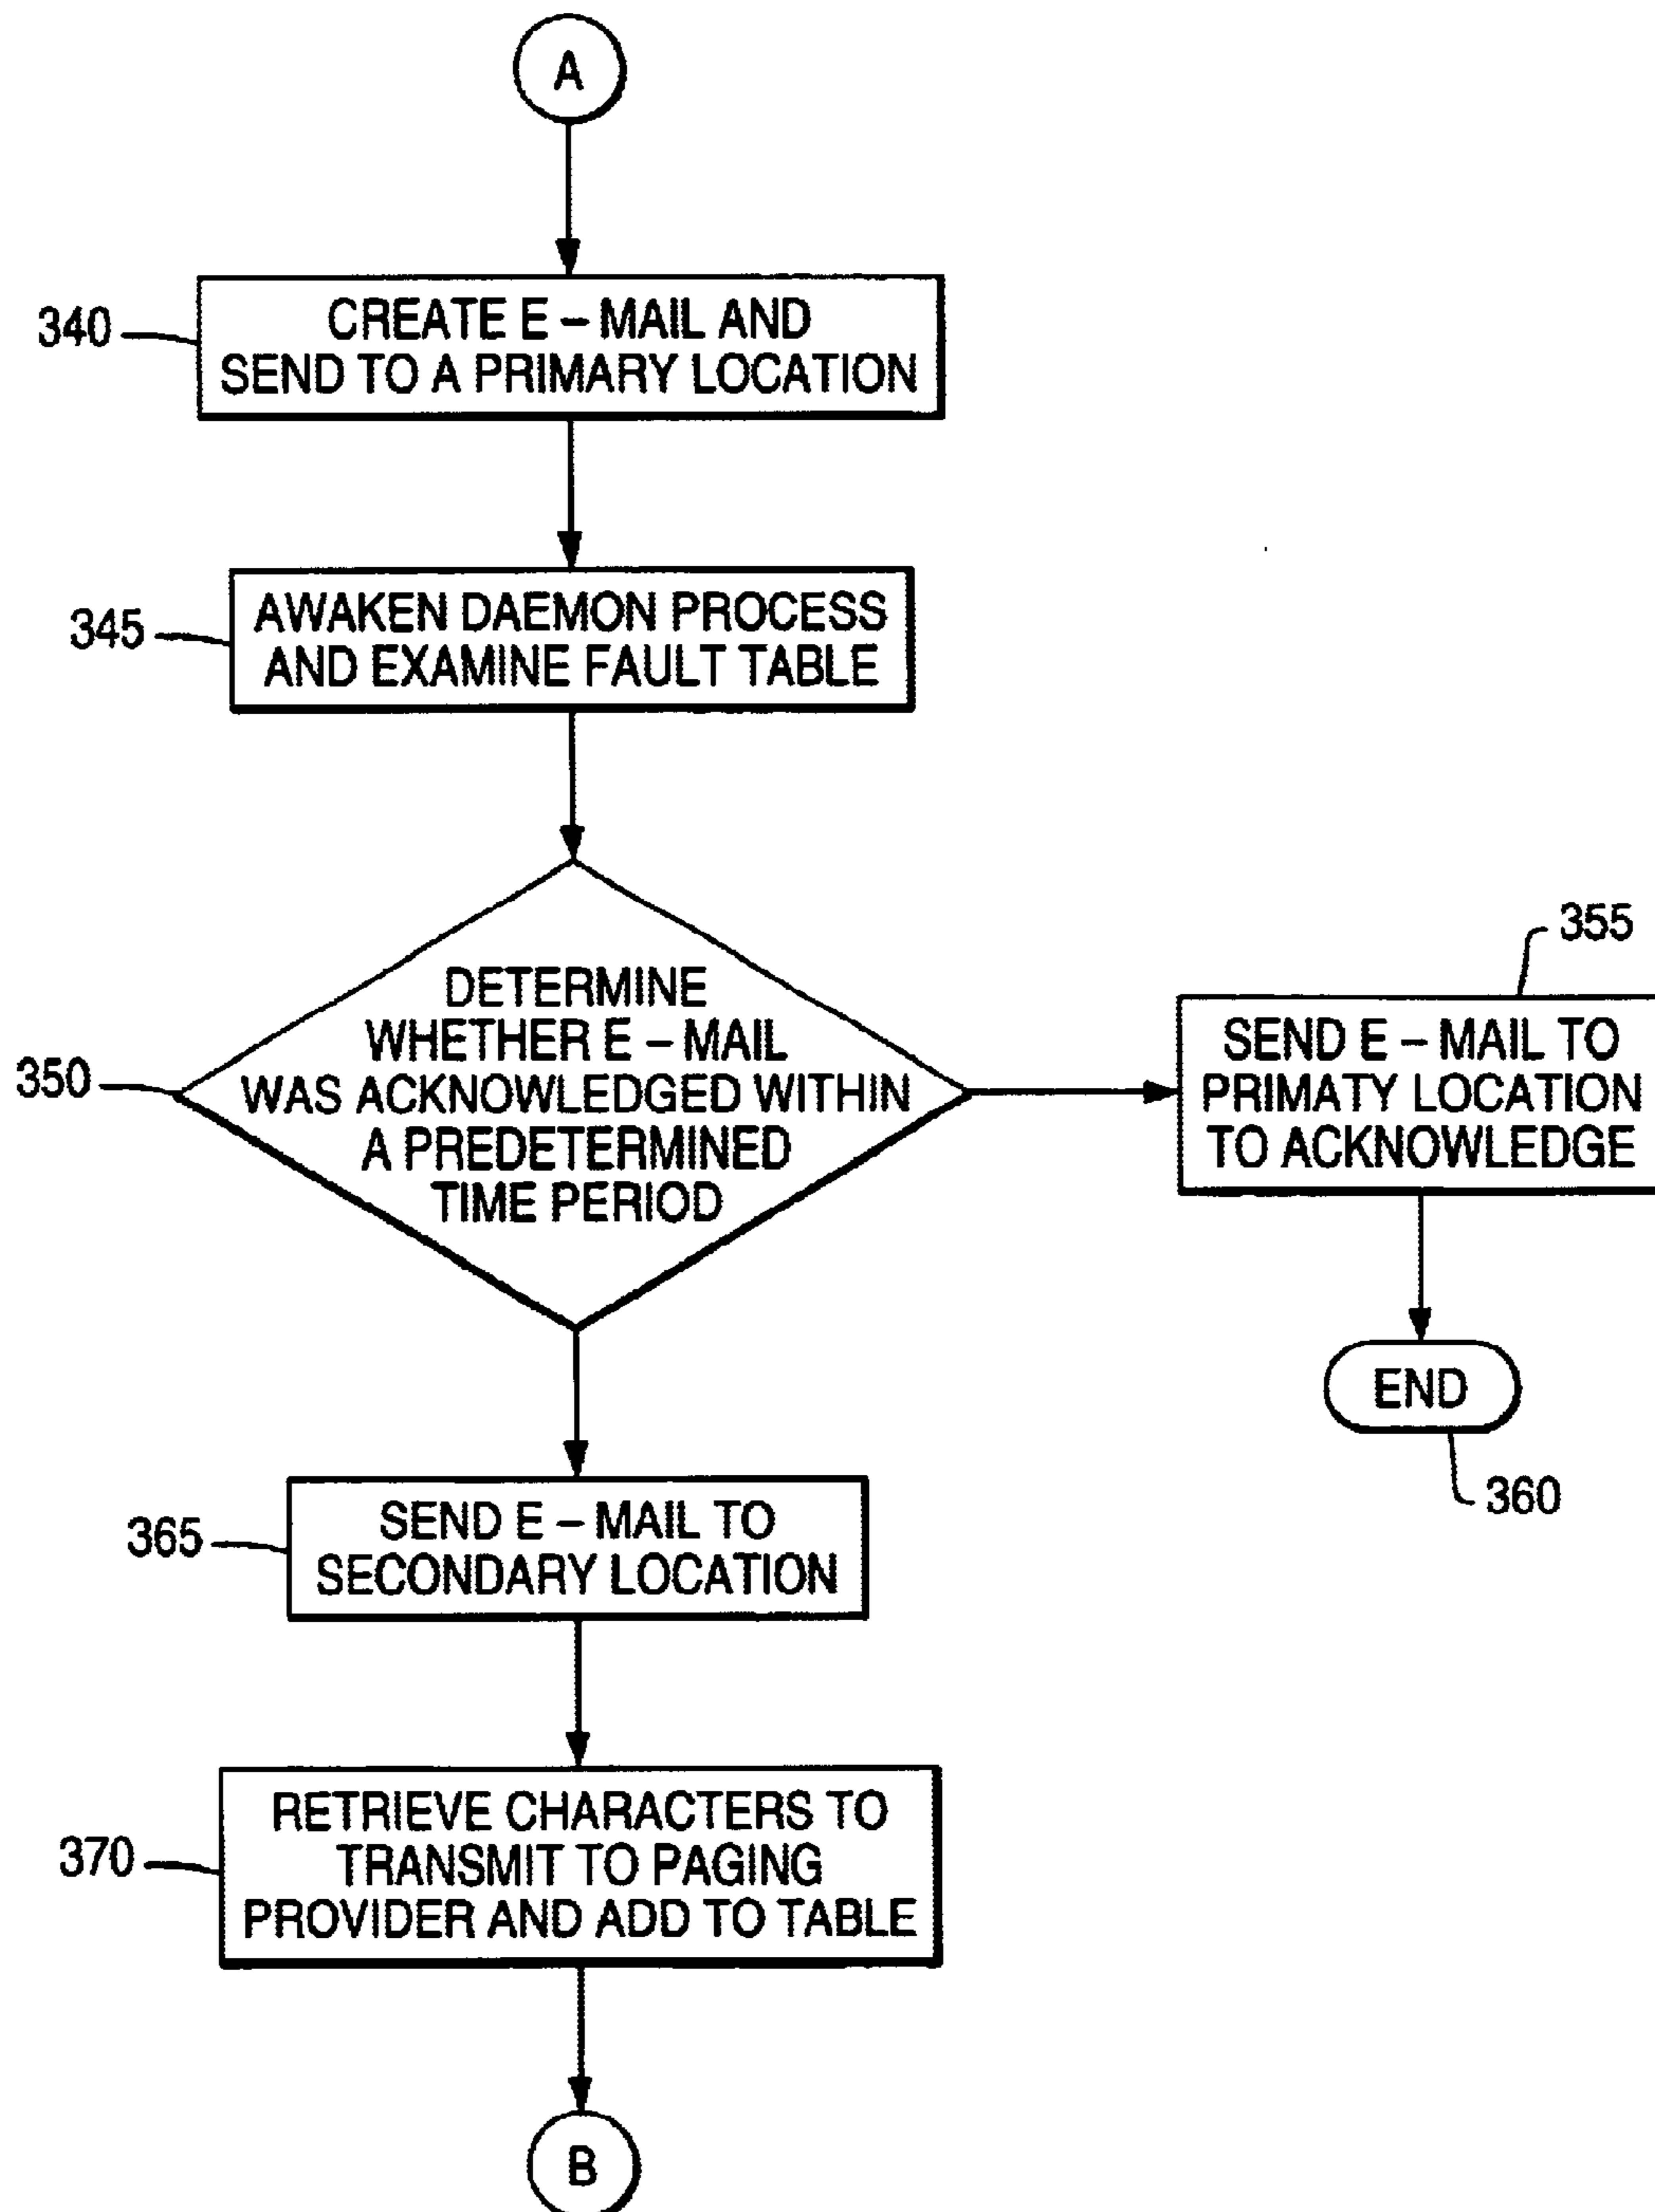 A
340
CREATE E – MAIL AND
SEND TO A PRIMARY LOCATION
345
AWAKEN DAEMON PROCESS
AND EXAMINE FAULT TABLE
350
DETERMINE
WHETHER E – MAIL
WAS ACKNOWLEDGED WITHIN
A PREDETERMINED
TIME PERIOD
355
SEND E – MAIL TO
PRIMATY LOCATION
TO ACKNOWLEDGE
END
360
365
SEND E – MAIL TO
SECONDARY LOCATION
370
RETRIEVE CHARACTERS TO
TRANSMIT TO PAGING
PROVIDER AND ADD TO TABLE
B